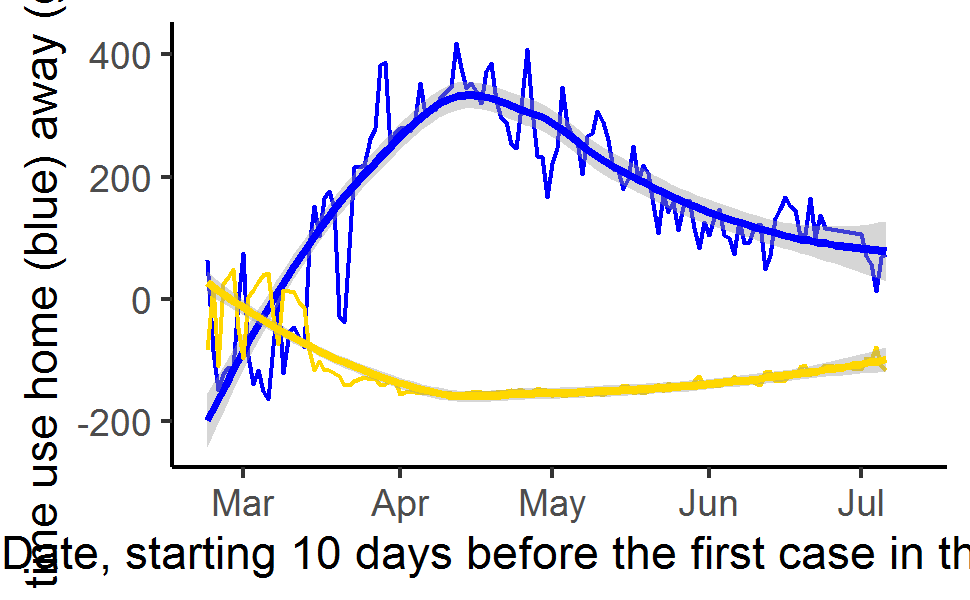 time use home (blue) away (
400
200
0
-200
Mar Apr May Jun Jul
Date, starting 10 days before the first case in th